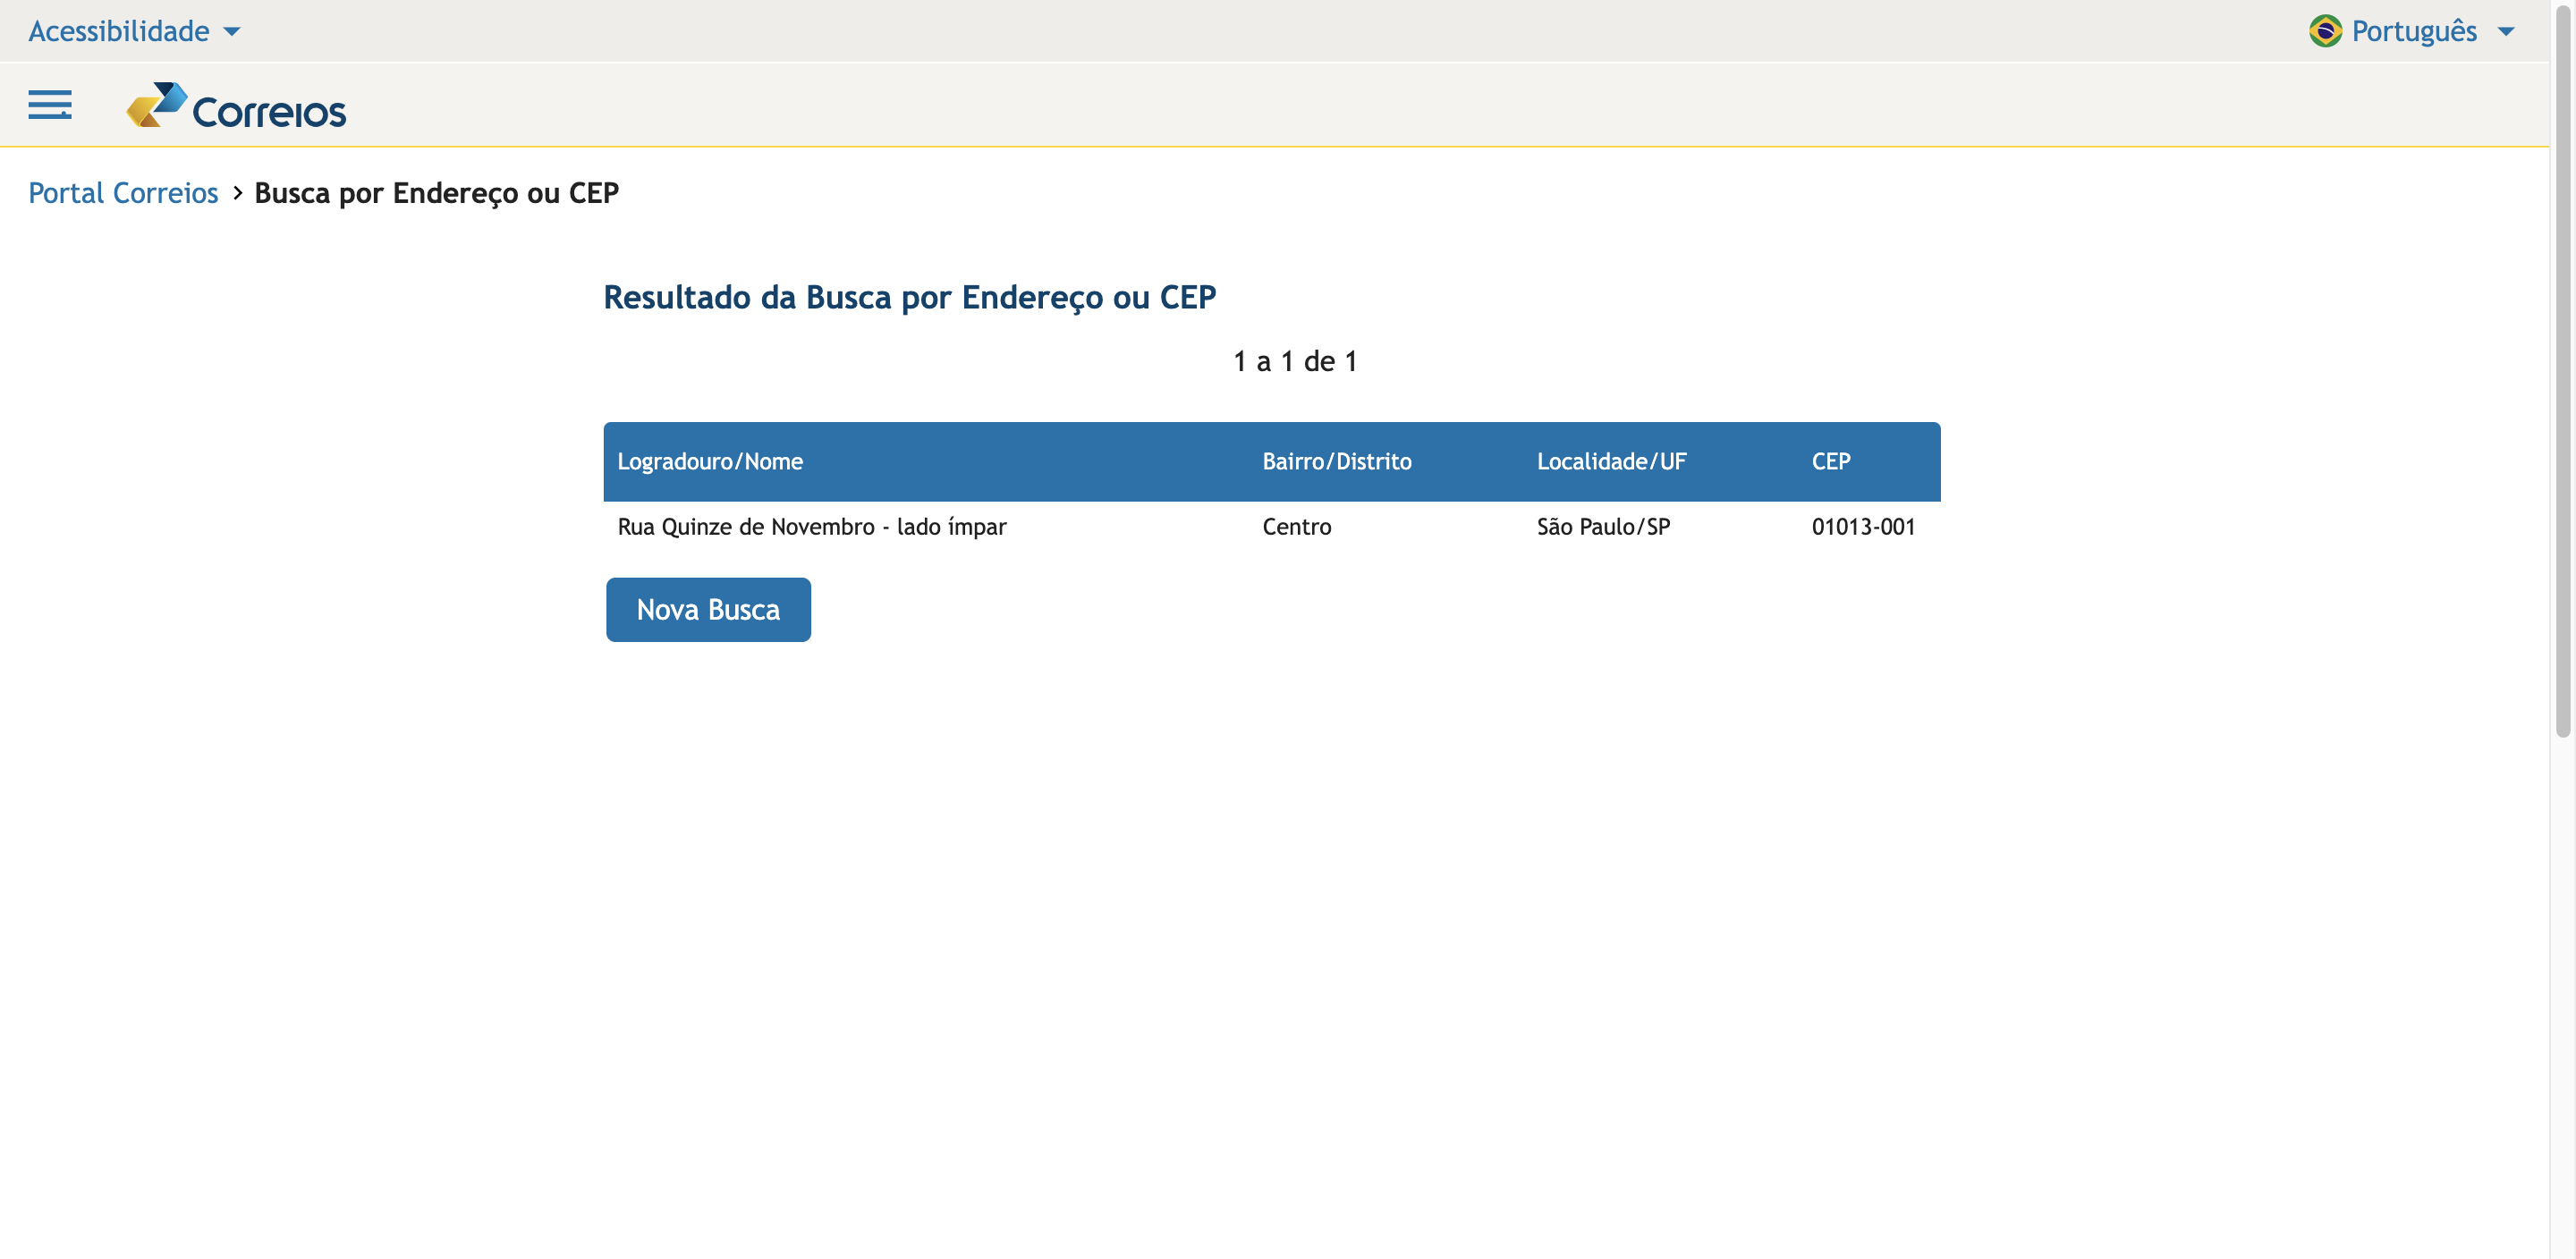 Acessibilidade
Português
Correios
Portal Correios > Busca por Endereço ou CEP
Resultado da Busca por Endereço ou CEP
1 a 1 de 1
Logradouro/Nome Bairro/Distrito Localidade/UF CEP
Rua Quinze de Novembro - lado ímpar Centro São Paulo/SP 01013-001
Nova Busca